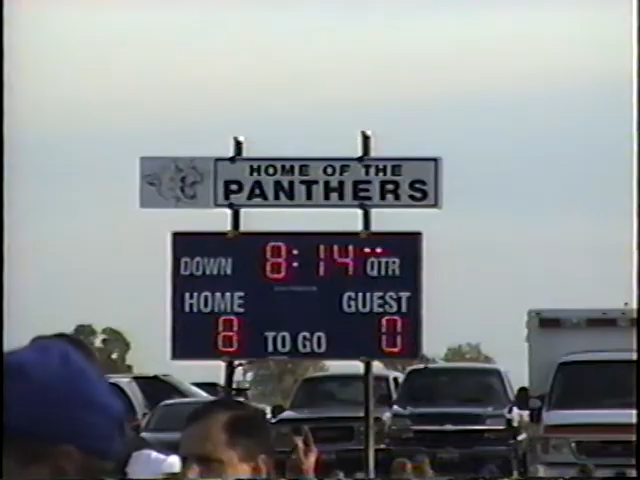 HOME OF THE
PANTHERS
DOWN 8:14 QTR
HOME GUEST
8 TO GO 0